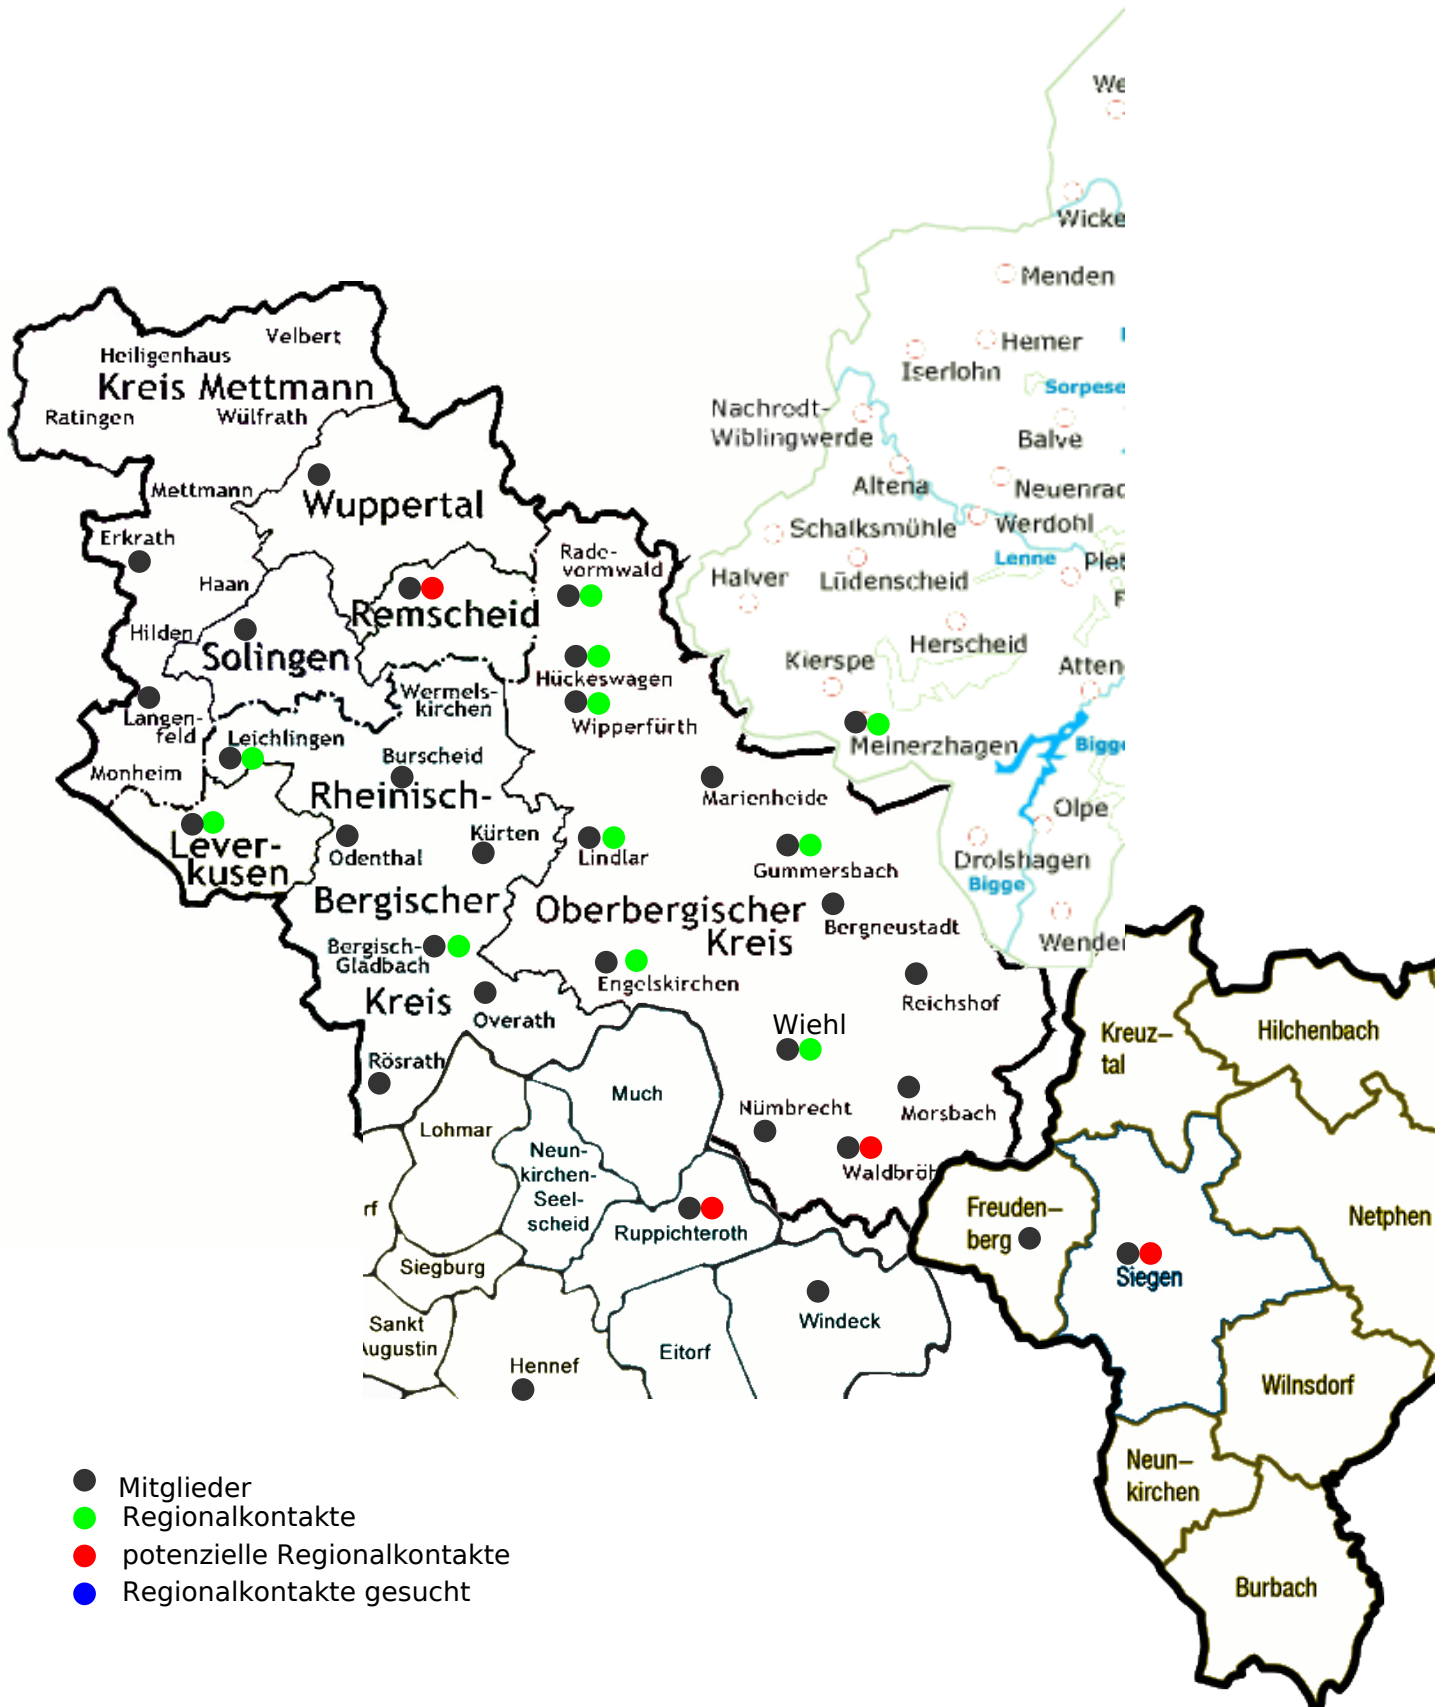 We
Wicke
Menden
Hemer
Iserlohn
Sorpese
Nachrodt-
Wiblingwerde
Balve
Altena
Neuenrad
Schalksmühle
Werdohl
Lenne
Plet
Halver
Lüdenscheid
F
Herscheid
Kierspe
Atten
Meinerzhagen
Bigge
Olpe
Drolshagen
Bigge
Wenden
Velbert
Heiligenhaus
Kreis Mettmann
Ratingen
Wülfrath
Mettmann
Wuppertal
Erkrath
Haan
Rade-
vormwald
Remscheid
Hilden
Solingen
Hückeswagen
Wermels-
kirchen
Langen-
feld
Wipperfürth
Leichlingen
Burscheid
Monheim
Rheinisch-
Marienheide
Lever-
kusen
Odenthal
Kürten
Lindlar
Gummersbach
Bergischer
Oberbergischer
Kreis
Bergneustadt
Bergisch-
Gladbach
Engelskirchen
Kreis
Reichshof
Overath
Wiehl
Rösrath
Much
Nümbrecht
Morsbach
Lohmar
Neun-
kirchen-
Seel-
scheid
Waldbröh
rf
Ruppichteroth
Siegburg
Sankt
Augustin
Windeck
Eitorf
Hennef
Kreuz–
tal
Hilchenbach
Freuden–
berg
Netphen
Siegen
Wilnsdorf
Neun–
kirchen
Burbach
Mitglieder
Regionalkontakte
potenzielle Regionalkontakte
Regionalkontakte gesucht